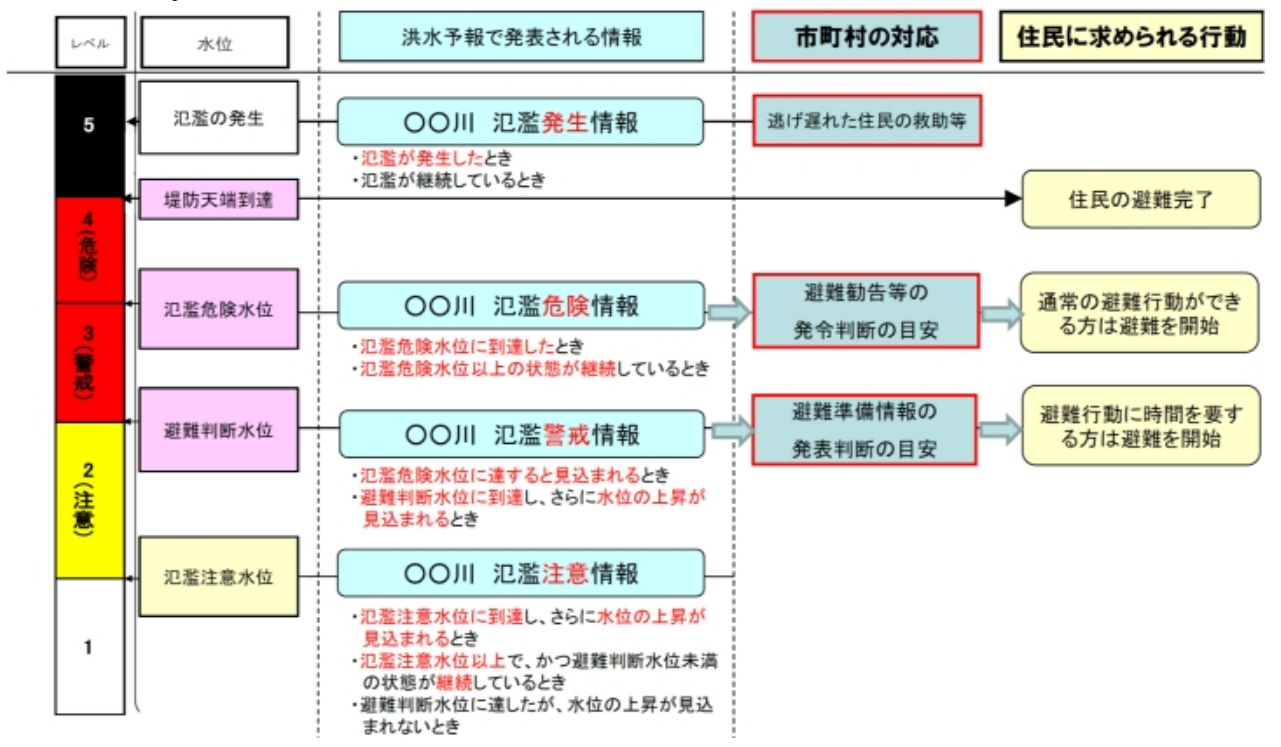 レベル
水位
洪水予報で発表される情報
市町村の対応
住民に求められる行動
5
氾濫の発生
〇〇川 氾濫発生情報
逃げ遅れた住民の救助等
・氾濫が発生したとき
・氾濫が継続しているとき
堤防天端到達
住民の避難完了
4(危険)
氾濫危険水位
〇〇川 氾濫危険情報
避難勧告等の
発令判断の目安
通常の避難行動ができ
る方は避難を開始
・氾濫危険水位に到達したとき
・氾濫危険水位以上の状態が継続しているとき
3(警戒)
避難判断水位
〇〇川 氾濫警戒情報
避難準備情報の
発表判断の目安
避難行動に時間を要す
る方は避難を開始
・氾濫危険水位に達すると見込まれるとき
・避難判断水位に到達し、さらに水位の上昇が
見込まれるとき
2(注意)
氾濫注意水位
〇〇川 氾濫注意情報
・氾濫注意水位に到達し、さらに水位の上昇が
見込まれるとき
・氾濫注意水位以上で、かつ避難判断水位未満
の状態が継続しているとき
・避難判断水位に達したが、水位の上昇が見込
まれないとき
1